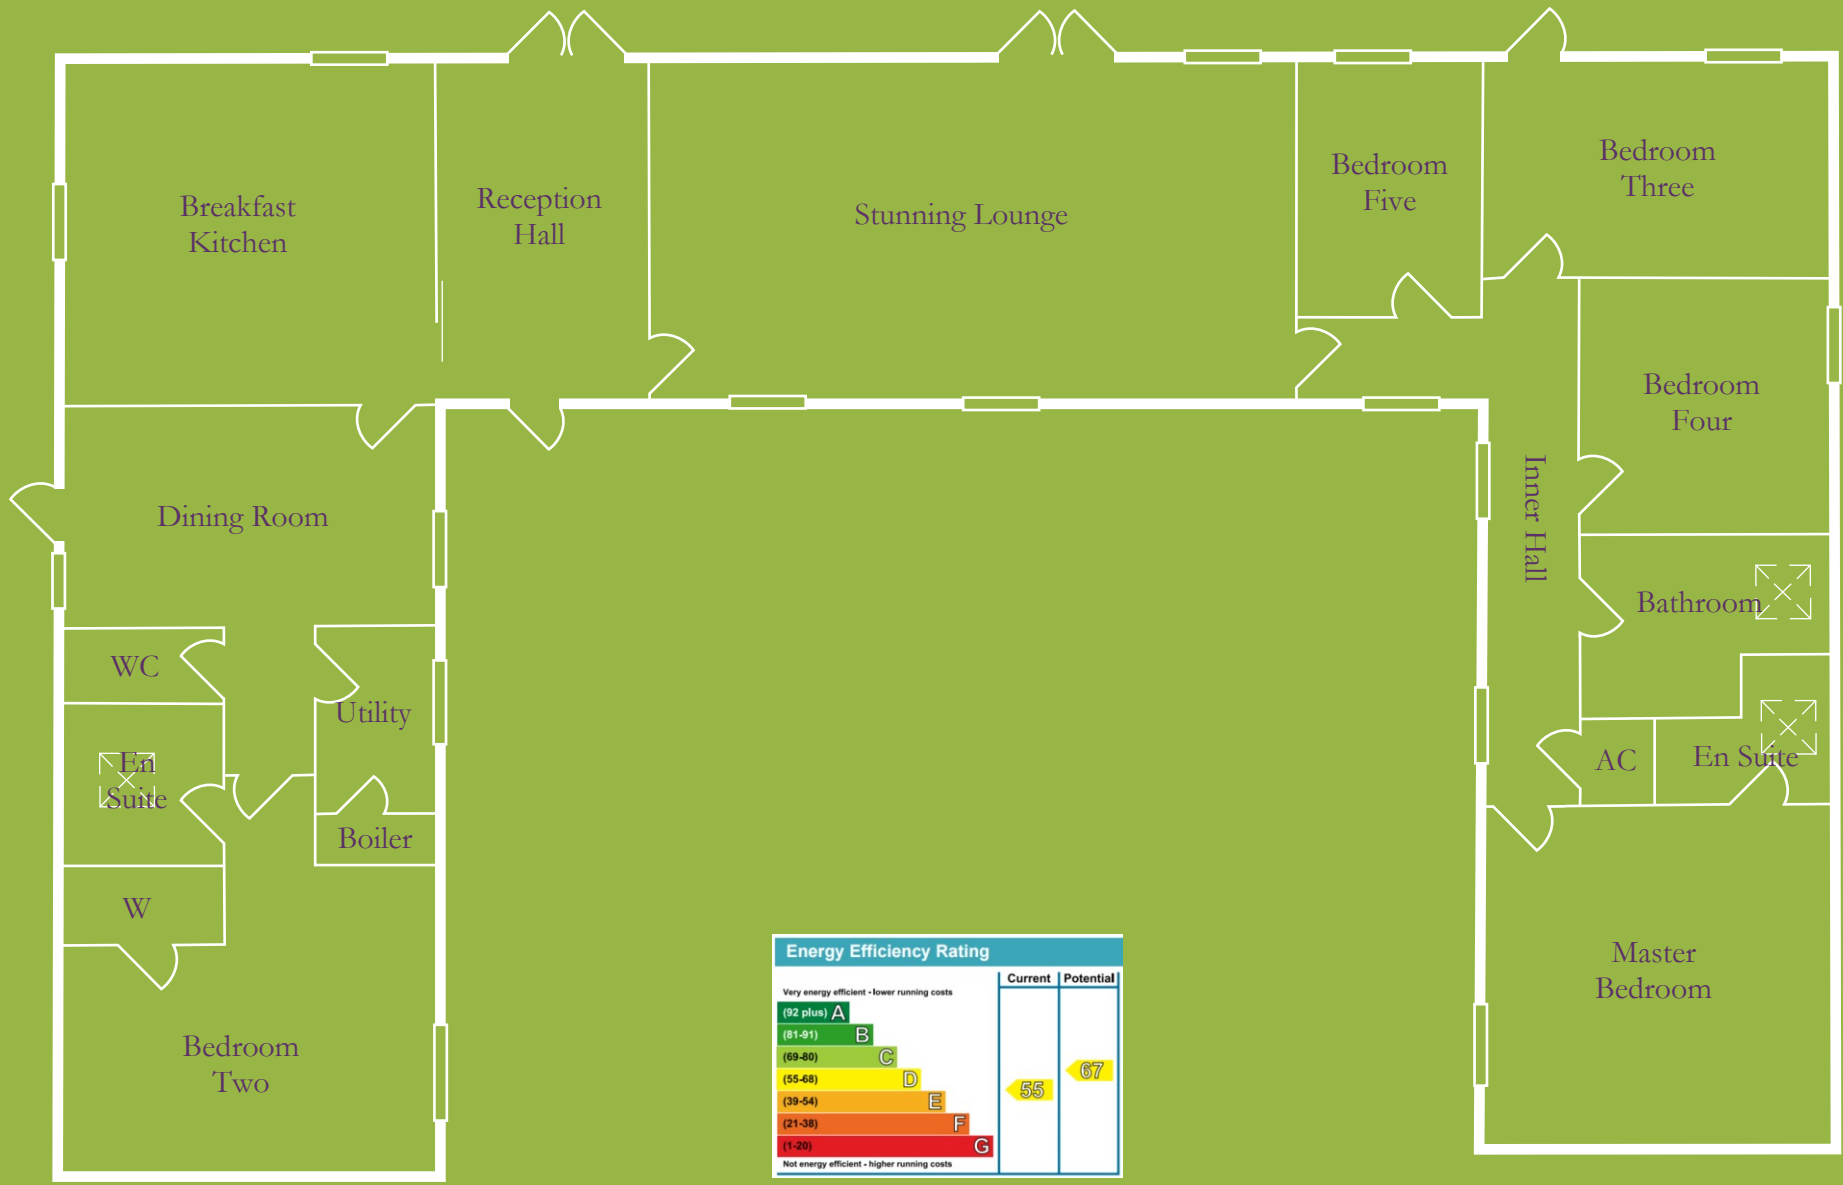 Breakfast
Kitchen
Reception
Hall
Stunning Lounge
Bedroom
Five
Bedroom
Three
Bedroom
Four
Dining Room
Inner Hall
Bathroom
WC
Utility
En
Suite
AC
En Suite
Boiler
W
Master
Bedroom
Bedroom
Two
Energy Efficiency Rating
Current Potential
Very energy efficient - lower running costs
(92 plus) A
(81-91) B
(69-80) C
(55-68) D
(39-54) E
(21-38) F
(1-20) G
55
67
Not energy efficient - higher running costs